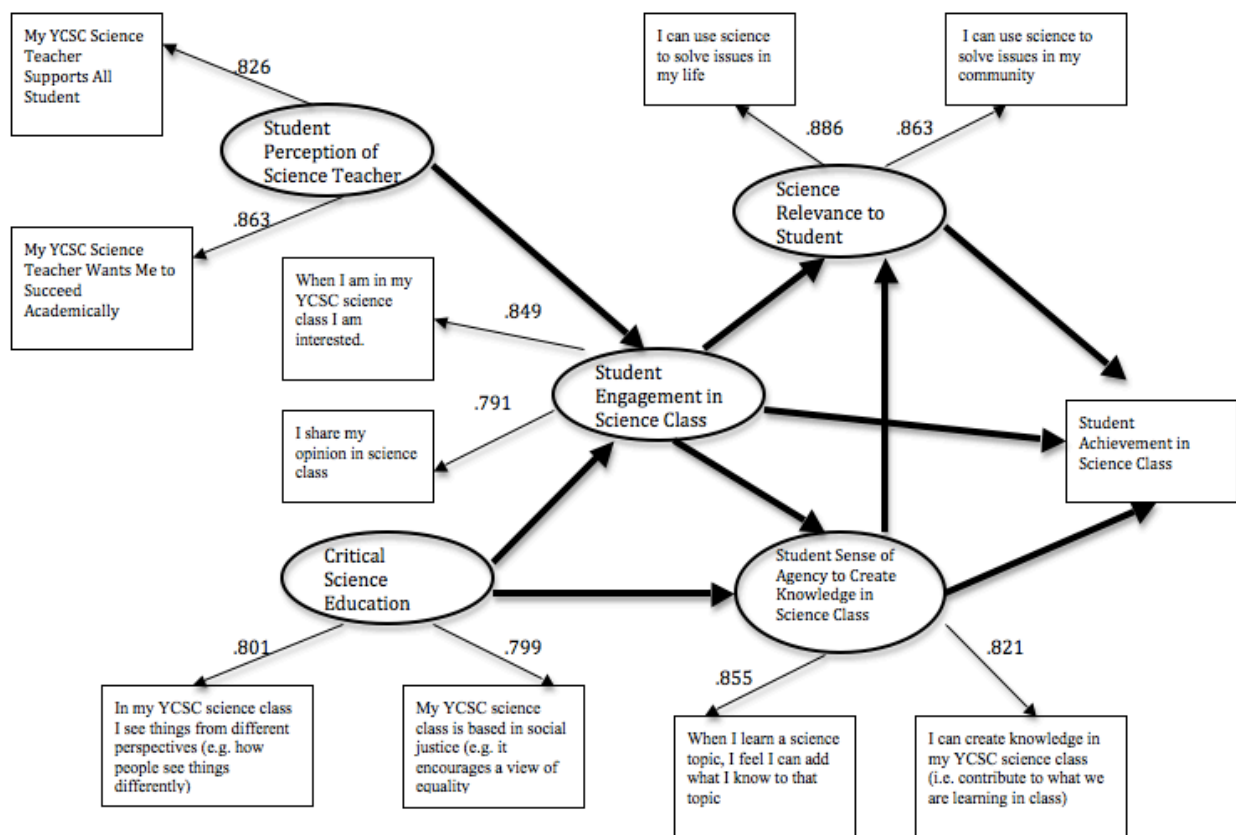 My YCSC Science
Teacher
Supports All
Student
.826
Student
Perception of
Science Teacher
.863
My YCSC Science
Teacher Wants Me to
Succeed
Academically
I can use science
to solve issues in
my life
I can use science to
solve issues in my
community
.886
.863
Science
Relevance to
Student
When I am in my
YCSC science
class I am
interested.
.849
Student
Engagement in
Science Class
.791
I share my
opinion in science
class
Student
Achievement in
Science Class
Critical
Science
Education
Student Sense of
Agency to Create
Knowledge in
Science Class
.801
.799
.855
.821
In my YCSC science class
I see things from different
perspectives (e.g. how
people see things
differently)
My YCSC science
class is based in social
justice (e.g. it
encourages a view of
equality
When I learn a science
topic, I feel I can add
what I know to that
topic
I can create knowledge in
my YCSC science class
(i.e. contribute to what we
are learning in class)